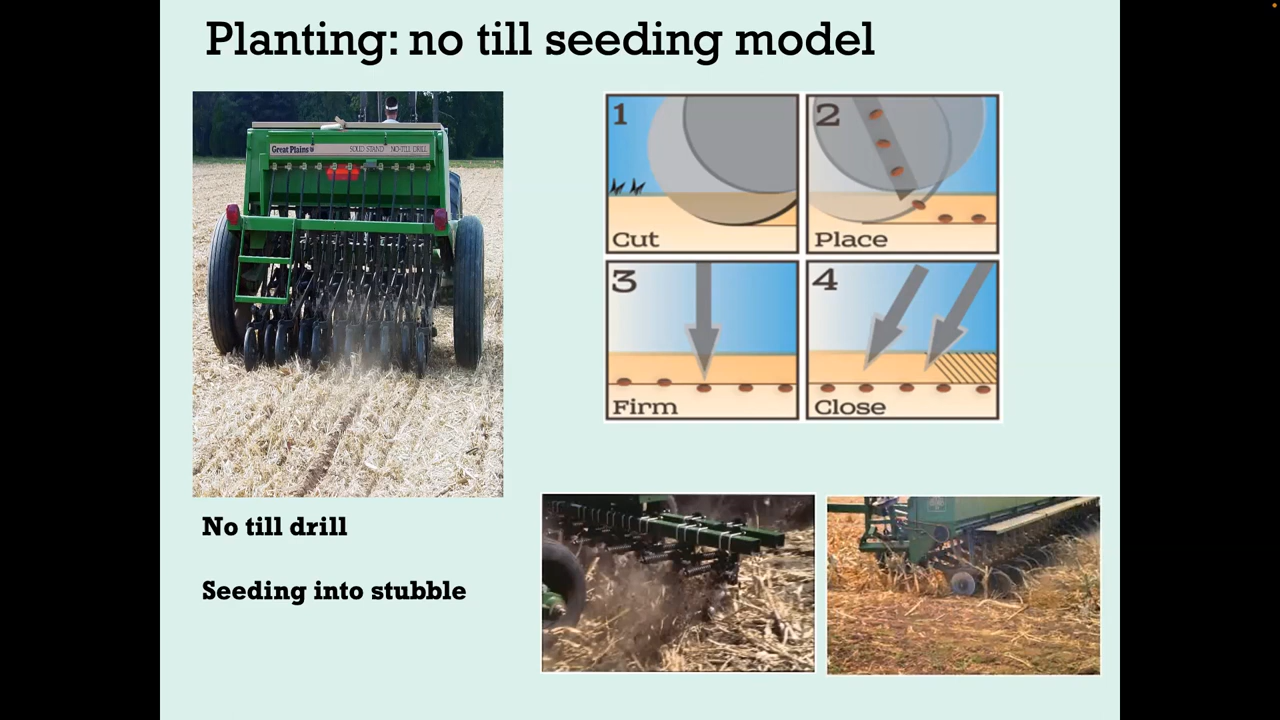 Planting: no till seeding model
Great Plains SOLID STAND NO-TILL DRILL
1
Cut
2
Place
3
Firm
4
Close
No till drill
Seeding into stubble